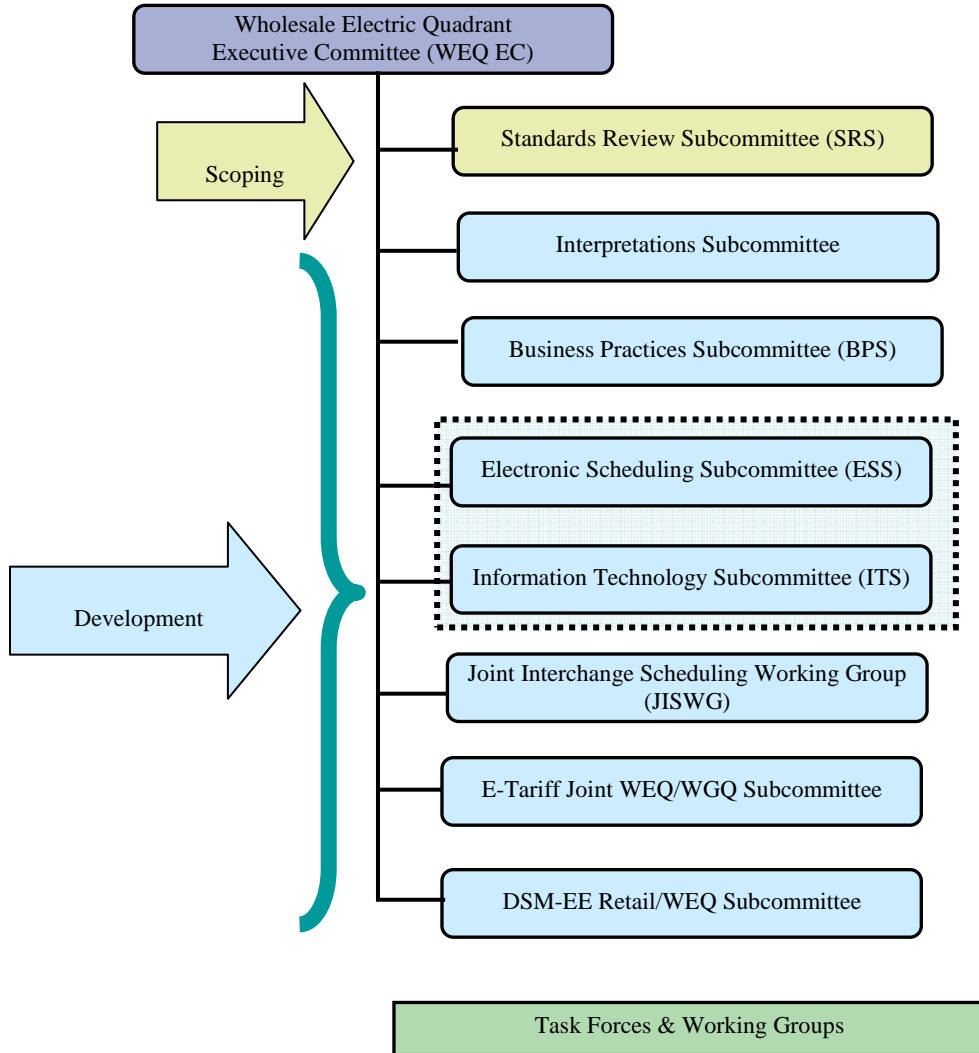 Wholesale Electric Quadrant
Executive Committee (WEQ EC)
Standards Review Subcommittee (SRS)
Scoping
Interpretations Subcommittee
Business Practices Subcommittee (BPS)
Electronic Scheduling Subcommittee (ESS)
Information Technology Subcommittee (ITS)
Development
Joint Interchange Scheduling Working Group
(JISWG)
E-Tariff Joint WEQ/WGQ Subcommittee
DSM-EE Retail/WEQ Subcommittee
Task Forces & Working Groups